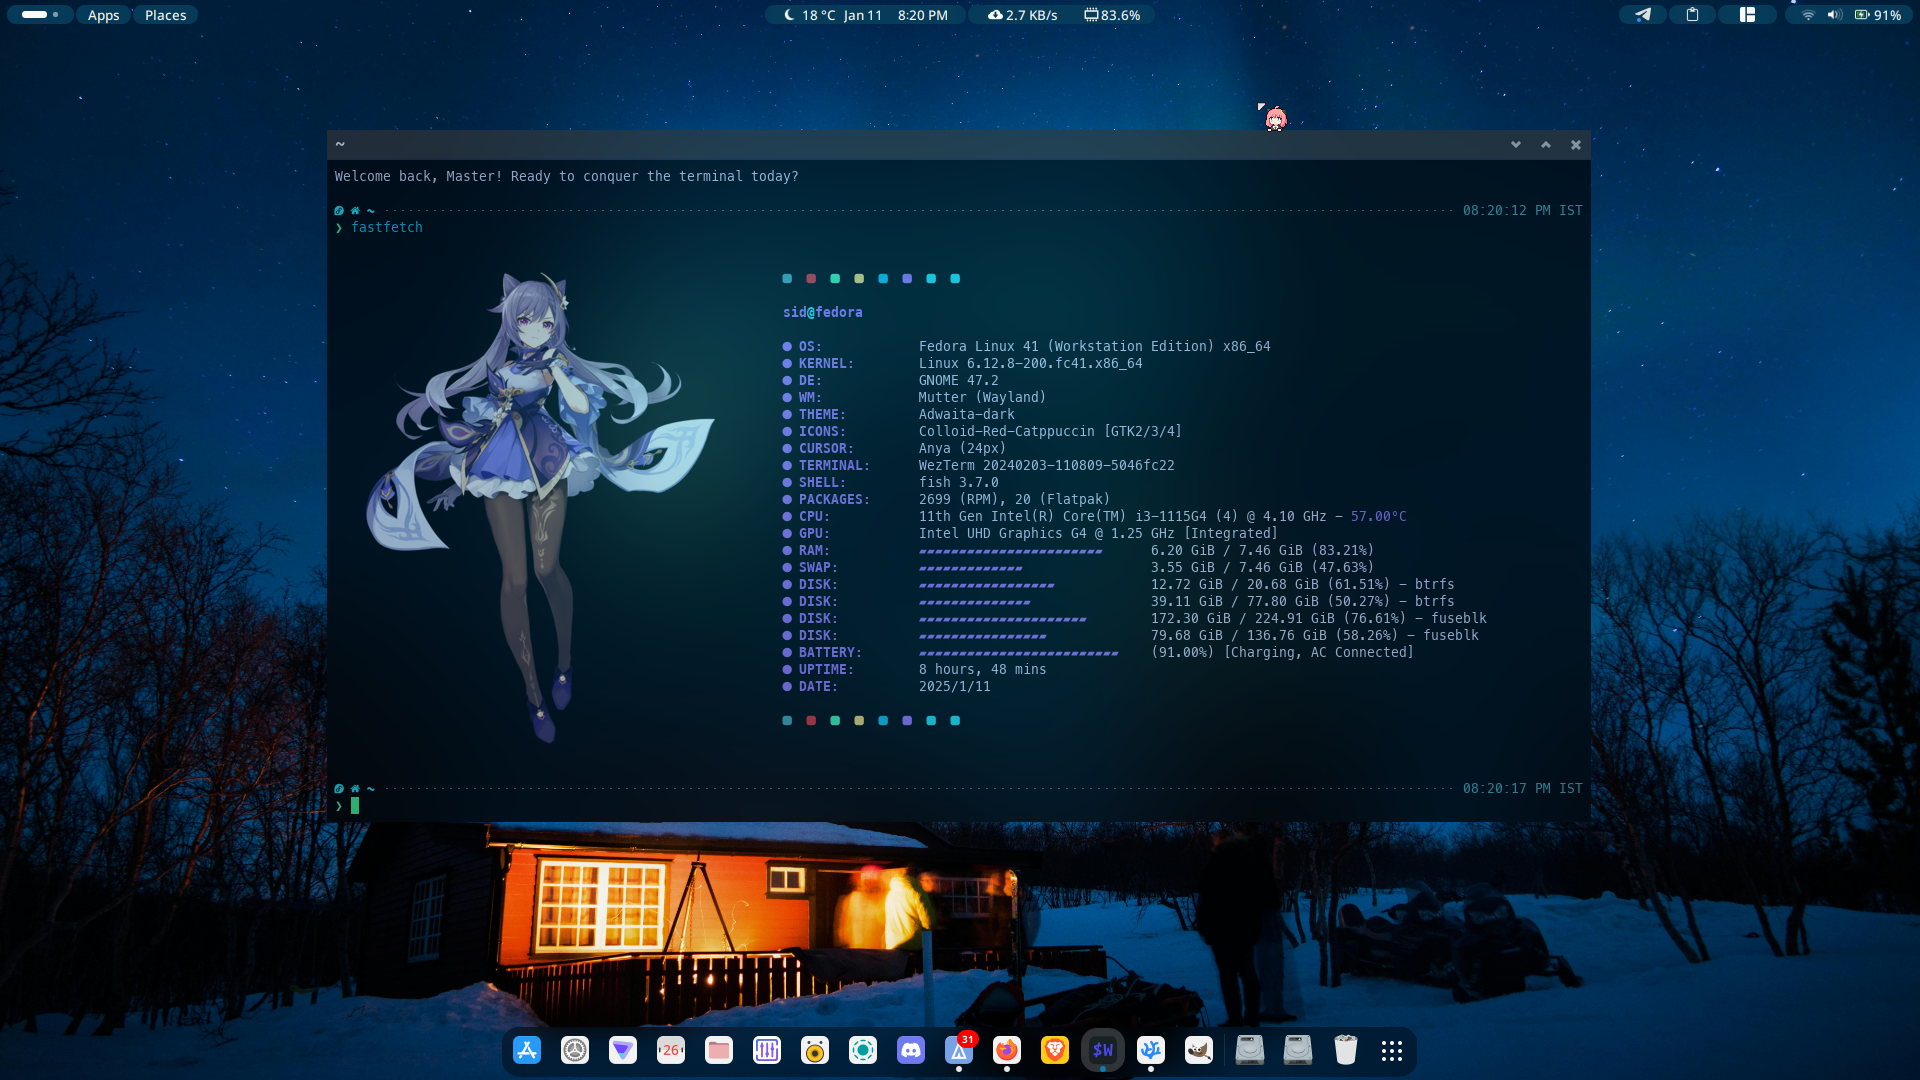 Apps Places 18 °C Jan 11 8:20 PM 2.7 KB/s 83.6% 91%
~
Welcome back, Master! Ready to conquer the terminal today?
~ 08:20:12 PM IST
❯ fastfetch
sid@fedora
● OS: Fedora Linux 41 (Workstation Edition) x86_64
● KERNEL: Linux 6.12.8-200.fc41.x86_64
● DE: GNOME 47.2
● WM: Mutter (Wayland)
● THEME: Adwaita-dark
● ICONS: Colloid-Red-Catppuccin [GTK2/3/4]
● CURSOR: Anya (24px)
● TERMINAL: WezTerm 20240203-110809-5046fc22
● SHELL: fish 3.7.0
● PACKAGES: 2699 (RPM), 20 (Flatpak)
● CPU: 11th Gen Intel(R) Core(TM) i3-1115G4 (4) @ 4.10 GHz - 57.00°C
● GPU: Intel UHD Graphics G4 @ 1.25 GHz [Integrated]
● RAM: 6.20 GiB / 7.46 GiB (83.21%)
● SWAP: 3.55 GiB / 7.46 GiB (47.63%)
● DISK: 12.72 GiB / 20.68 GiB (61.51%) - btrfs
● DISK: 39.11 GiB / 77.80 GiB (50.27%) - btrfs
● DISK: 172.30 GiB / 224.91 GiB (76.61%) - fuseblk
● DISK: 79.68 GiB / 136.76 GiB (58.26%) - fuseblk
● BATTERY: (91.00%) [Charging, AC Connected]
● UPTIME: 8 hours, 48 mins
● DATE: 2025/1/11
~ 08:20:17 PM IST
❯
26 31 $W